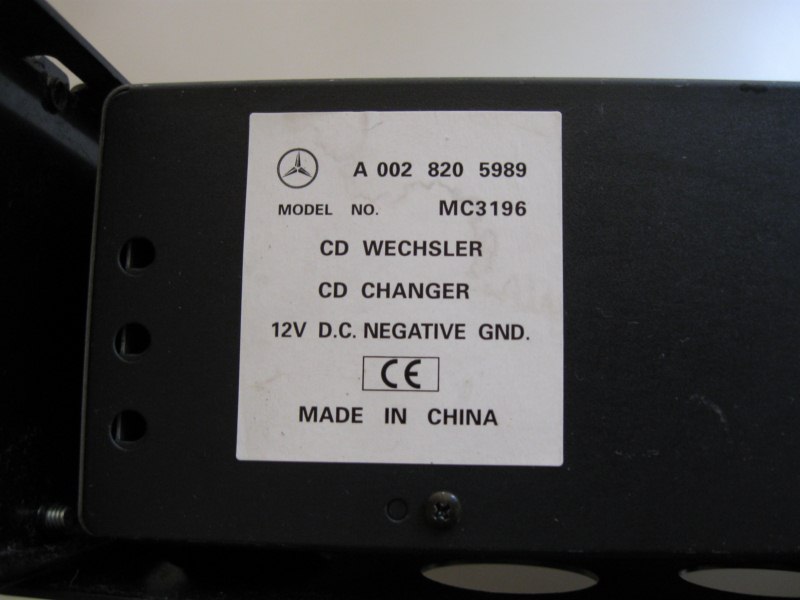 A 002 820 5989
MODEL NO. MC3196
CD WECHSLER
CD CHANGER
12V D.C. NEGATIVE GND.
CE
MADE IN CHINA